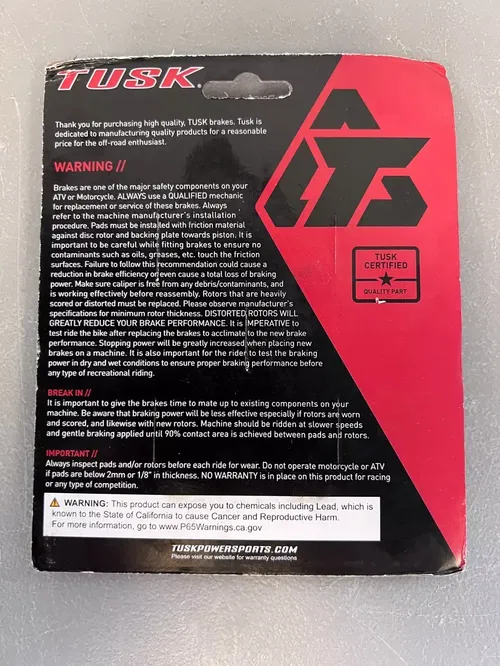 TUSK
Thank you for purchasing high quality, TUSK brakes. Tusk is
dedicated to manufacturing quality products for a reasonable
price for the off-road enthusiast.
WARNING //
Brakes are one of the major safety components on your
ATV or Motorcycle. ALWAYS use a QUALIFIED mechanic
for replacement or service of these brakes. Always
refer to the machine manufacturer's installation
procedure. Pads must be installed with friction material
against disc rotor and backing plate towards piston. It is
important to be careful while fitting brakes to ensure no
contaminants such as oils, greases, etc. touch the friction
surfaces. Failure to follow this recommendation could cause a
reduction in brake efficiency or even cause a total loss of braking
power. Make sure caliper is free from any debris/contaminants, and
is working effectively before reassembly. Rotors that are heavily
scored or distorted must be replaced. Please observe manufacturer's
specifications for minimum rotor thickness. DISTORTED ROTORS WILL
GREATLY REDUCE YOUR BRAKE PERFORMANCE. It is IMPERATIVE to
test ride the bike after replacing the brakes to acclimate to the new brake
performance. Stopping power will be greatly increased when placing new
brakes on a machine. It is also important for the rider to test the braking
power in dry and wet conditions to ensure proper braking performance before
any type of recreational riding.
TUSK
CERTIFIED
QUALITY PART
BREAK IN //
It is important to give the brakes time to mate up to existing components on your
machine. Be aware that braking power will be less effective especially if rotors are worn
and scored, and likewise with new rotors. Machine should be ridden at slower speeds
and gentle braking applied until 90% contact area is achieved between pads and rotors.
IMPORTANT //
Always inspect pads and/or rotors before each ride for wear. Do not operate motorcycle or ATV
if pads are below 2mm or 1/8" in thickness. NO WARRANTY is in place on this product for racing
or any type of competition.
WARNING: This product can expose you to chemicals including Lead, which is
known to the State of California to cause Cancer and Reproductive Harm.
For more information, go to www.P65Warnings.ca.gov
TUSKPOWERSPORTS.COM
Please visit our website for warranty questions